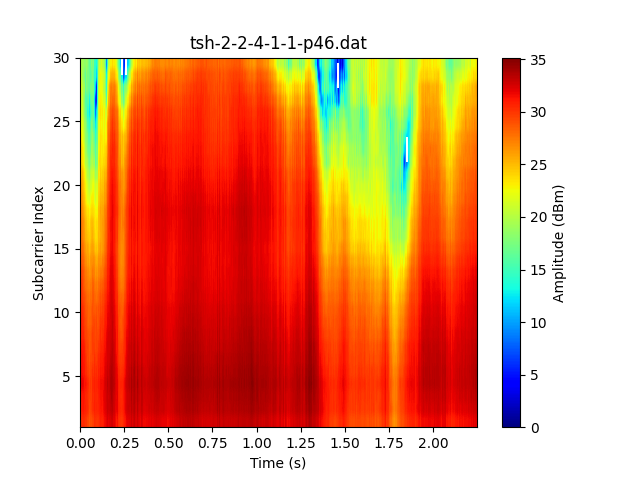 tsh-2-2-4-1-1-p46.dat
30
25
20
15
10
5
Subcarrier Index
0.00 0.25 0.50 0.75 1.00 1.25 1.50 1.75 2.00
Time (s)
35
30
25
20
15
10
5
0
Amplitude (dBm)